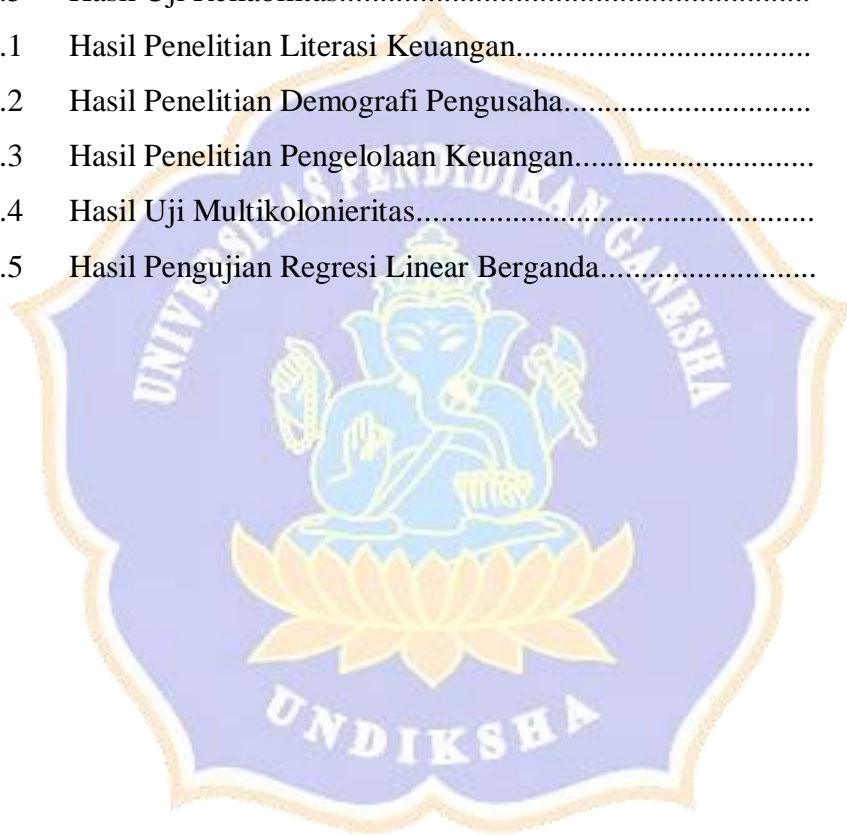 Hasil Uji Reliabilitas
.1 Hasil Penelitian Literasi Keuangan....................................
.2 Hasil Penelitian Demografi Pengusaha..............................
.3 Hasil Penelitian Pengelolaan Keuangan.............................
.4 Hasil Uji Multikolonieritas.................................................
.5 Hasil Pengujian Regresi Linear Berganda..........................
UNIVERSITAS PENDIDIKAN GANESHA
UNDIKSHA